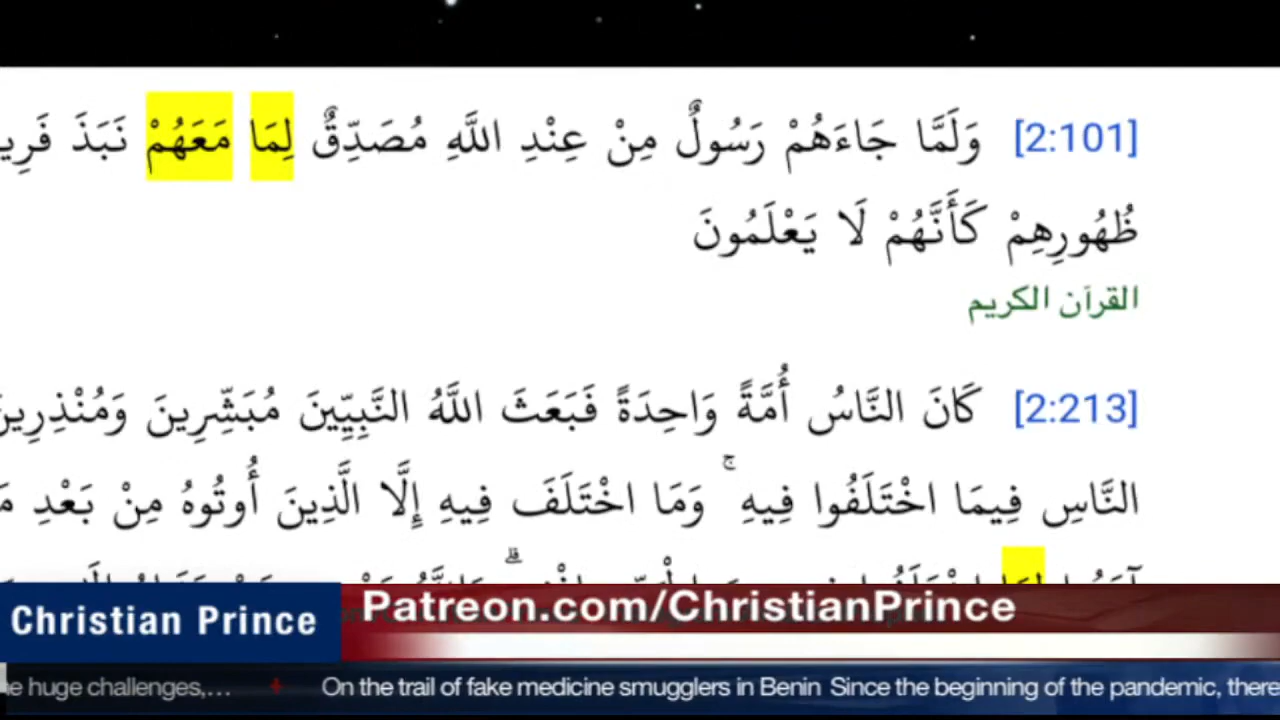 [2:101] وَلَمَّا جَاءَهُمْ رَسُولٌ مِنْ عِنْدِ اللَّهِ مُصَدِّقٌ لِمَا مَعَهُمْ نَبَذَ
ظُهُورِهِمْ كَأَنَّهُمْ لَا يَعْلَمُونَ
القرآن الكريم
[2:213] كَانَ النَّاسُ أُمَّةً وَاحِدَةً فَبَعَثَ اللَّهُ النَّبِيِّينَ مُبَشِّرِينَ وَمُنْذِرِينَ
النَّاسِ فِيمَا اخْتَلَفُوا فِيهِ ۚ وَمَا اخْتَلَفَ فِيهِ إِلَّا الَّذِينَ أُوتُوهُ مِنْ بَعْدِ
Christian Prince
Patreon.com/ChristianPrince
huge challenges,... On the trail of fake medicine smugglers in Benin Since the beginning of the pandemic, there